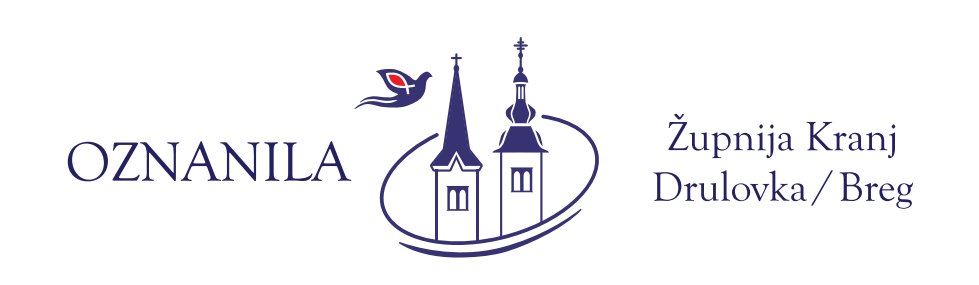 OZNANILA
Župnija Kranj
Drulovka/Breg